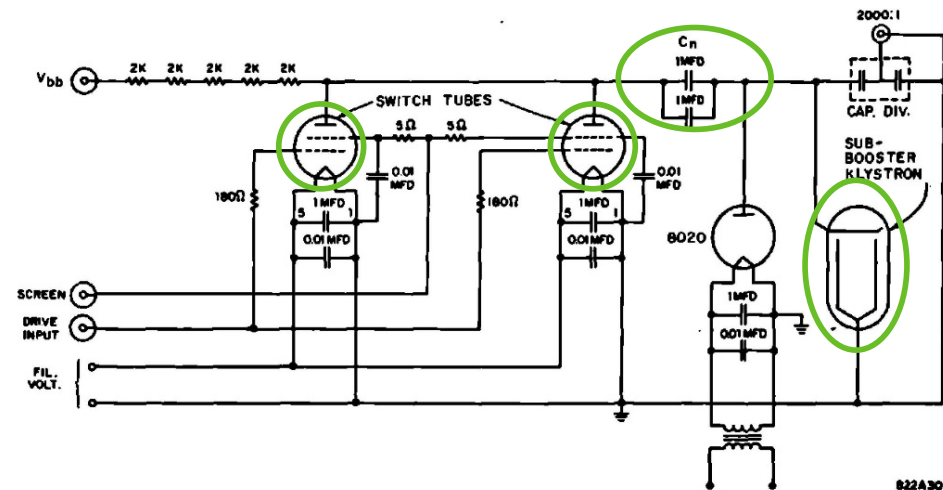 2000:1
Cn
Vbb
2K 2K 2K 2K 2K
1MFD
1MFD
CAP. DIV.
SWITCH TUBES
5Ω 5Ω
SUB-
BOOSTER
KLYSTRON
0.01
MFD
0.01
MFD
180Ω
180Ω
5 1MFD 1
0.01MFD
5 1MFD 1
0.01MFD
8020
1MFD
0.01MFD
SCREEN
DRIVE
INPUT
FIL.
VOLT.
822A30